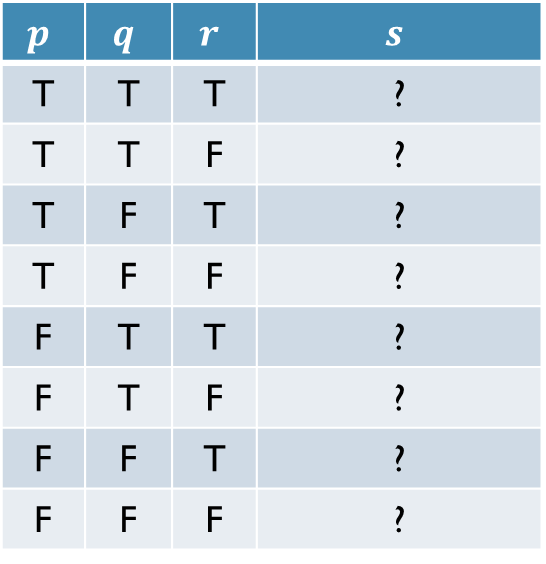 p q r s
T T T ?
T T F ?
T F T ?
T F F ?
F T T ?
F T F ?
F F T ?
F F F ?